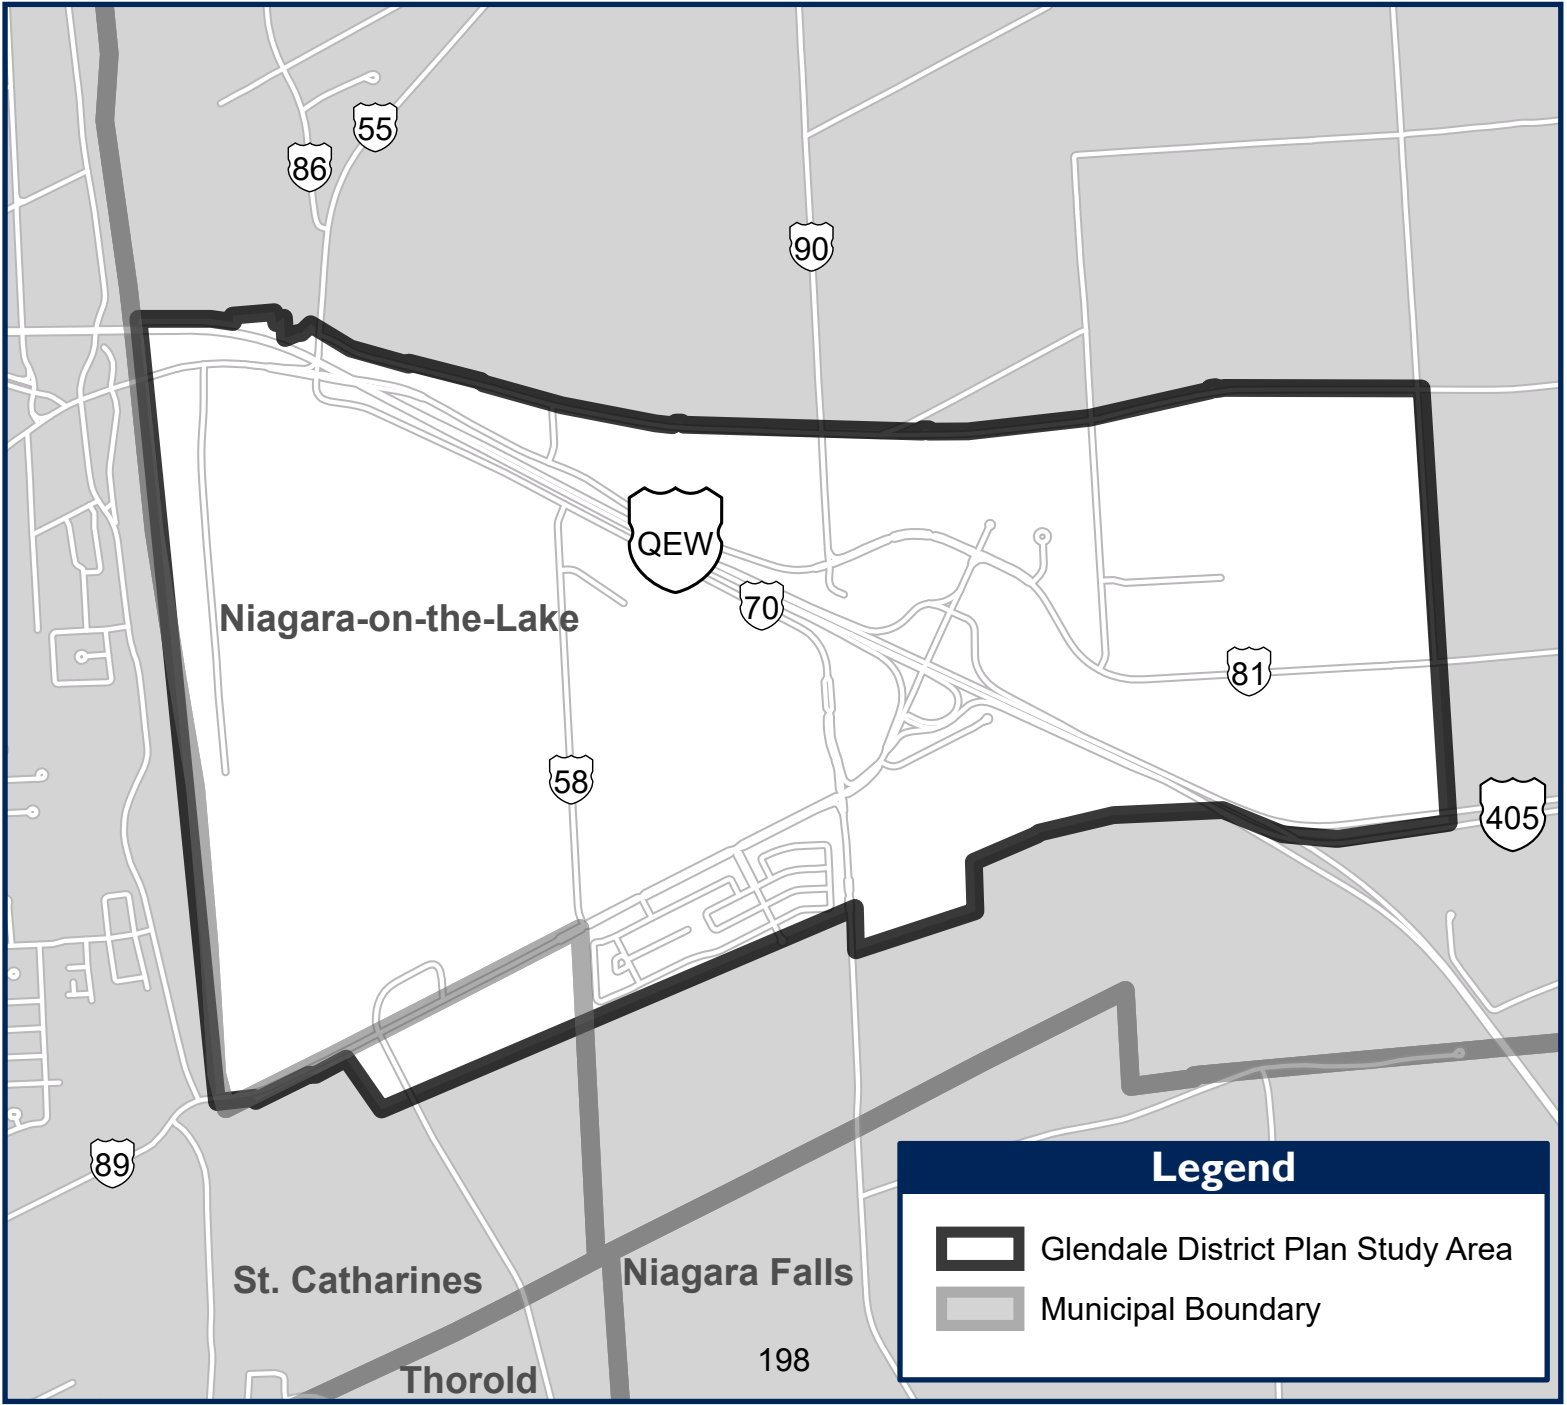 55
86
90
QEW
70
Niagara-on-the-Lake
81
58
405
89
Legend
Glendale District Plan Study Area
Municipal Boundary
St. Catharines
Niagara Falls
198
Thorold